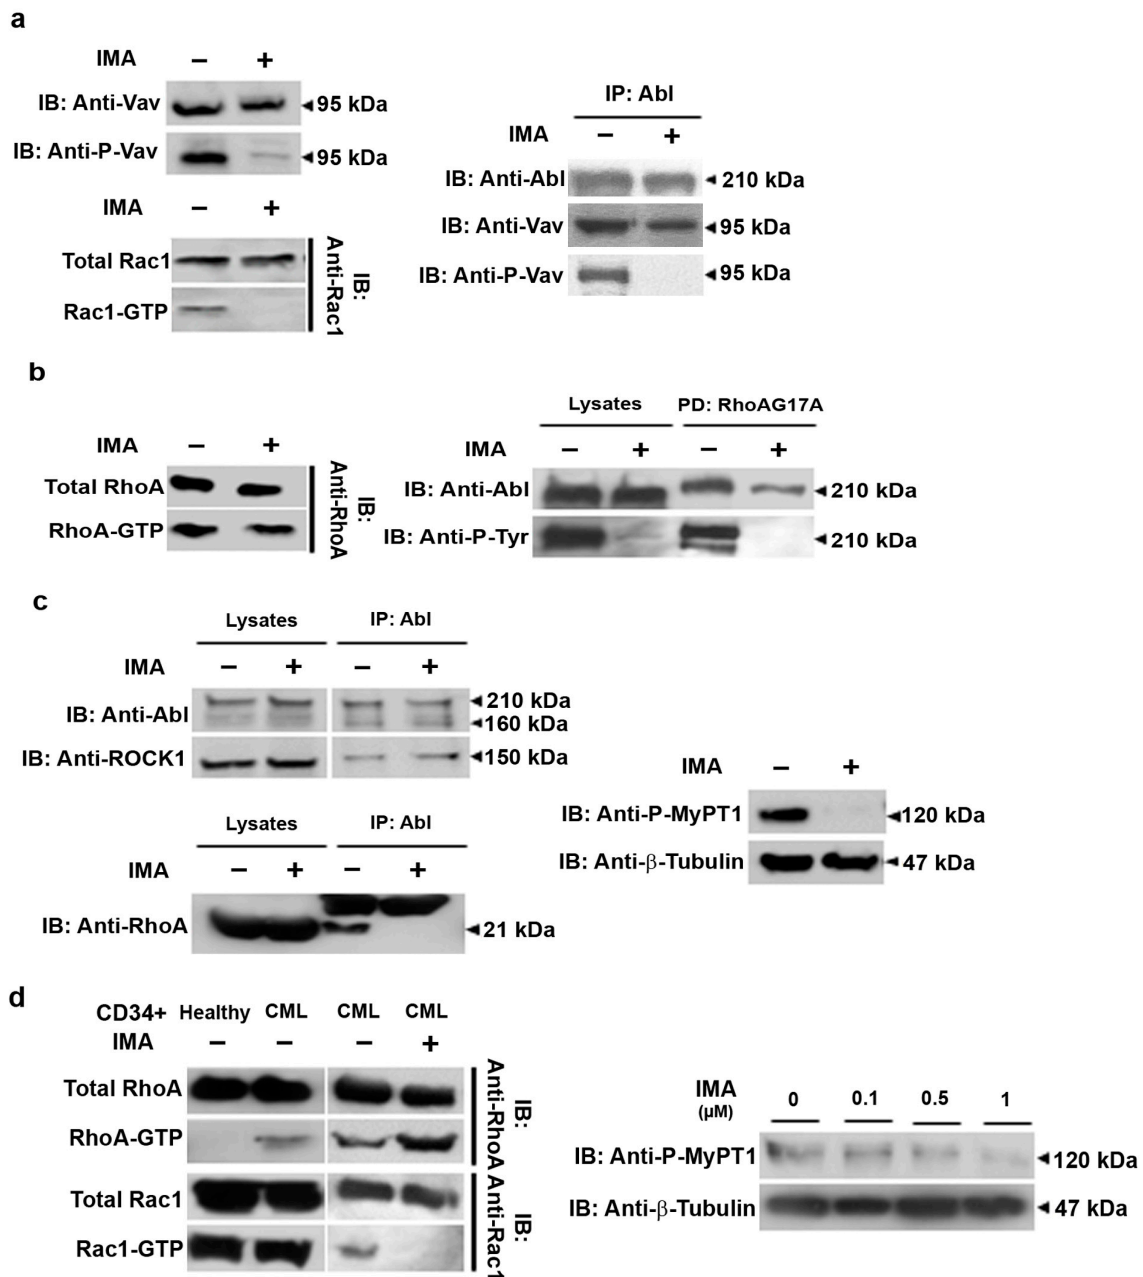 a
IMA − +
IB: Anti-Vav 95 kDa
IB: Anti-P-Vav 95 kDa
IMA − +
Total Rac1
Rac1-GTP
IB:
Anti-Rac1
IP: Abl
IMA − +
IB: Anti-Abl 210 kDa
IB: Anti-Vav 95 kDa
IB: Anti-P-Vav 95 kDa
b
IMA − +
Total RhoA
RhoA-GTP
IB:
Anti-RhoA
Lysates PD: RhoAG17A
IMA − + − +
IB: Anti-Abl 210 kDa
IB: Anti-P-Tyr 210 kDa
c
Lysates IP: Abl
IMA − + − +
IB: Anti-Abl 210 kDa
160 kDa
IB: Anti-ROCK1 150 kDa
Lysates IP: Abl
IMA − + − +
IB: Anti-RhoA 21 kDa
IMA − +
IB: Anti-P-MyPT1 120 kDa
IB: Anti-β-Tubulin 47 kDa
d
CD34+ Healthy CML CML CML
IMA − − − +
Total RhoA
RhoA-GTP
IB:
Anti-RhoA
Total Rac1
Rac1-GTP
IB:
Anti-Rac1
IMA
(µM)
0 0.1 0.5 1
IB: Anti-P-MyPT1 120 kDa
IB: Anti-β-Tubulin 47 kDa